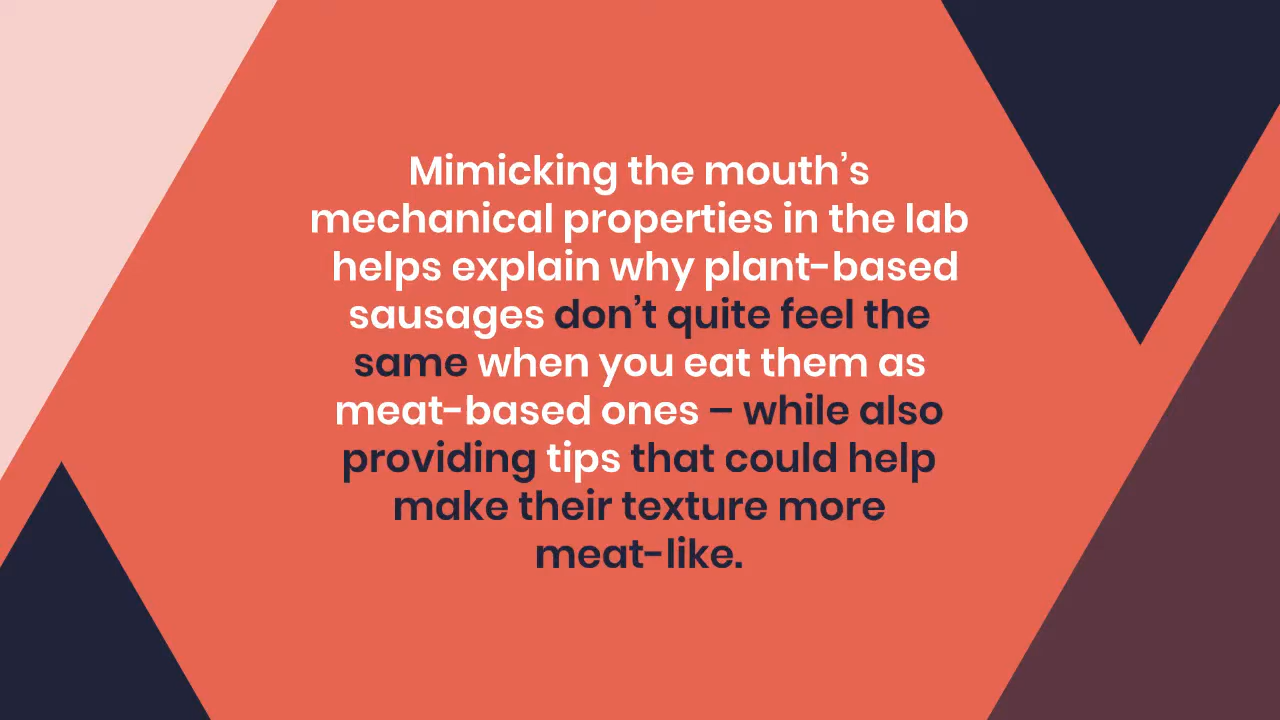 Mimicking the mouth’s
mechanical properties in the lab
helps explain why plant-based
sausages don’t quite feel the
same when you eat them as
meat-based ones – while also
providing tips that could help
make their texture more
meat-like.